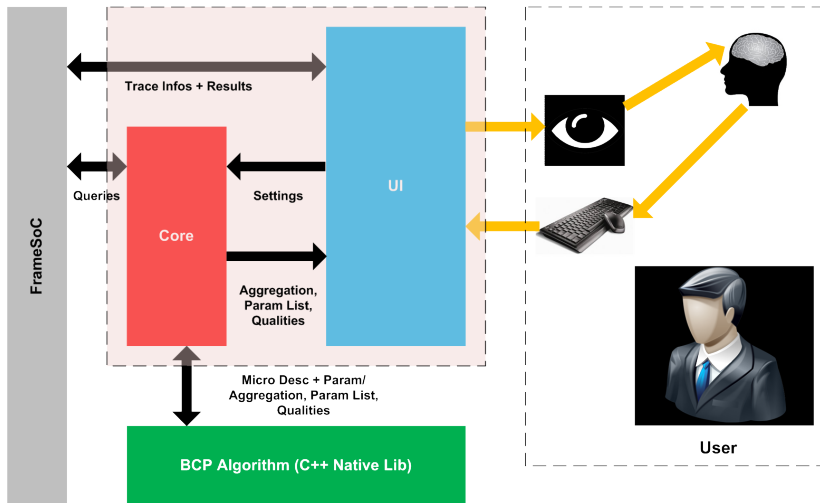 Trace Infos + Results
FrameSoC
Queries
Settings
UI
Core
Aggregation,
Param List,
Qualities
Micro Desc + Param/
Aggregation, Param List,
Qualities
BCP Algorithm (C++ Native Lib)
User